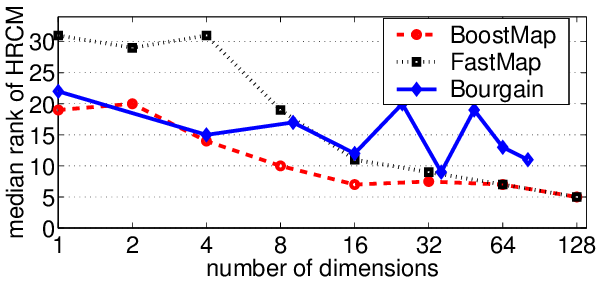 median rank of HRCM
30
25
20
15
10
5
0
BoostMap
FastMap
Bourgain
1 2 4 8 16 32 64 128
number of dimensions